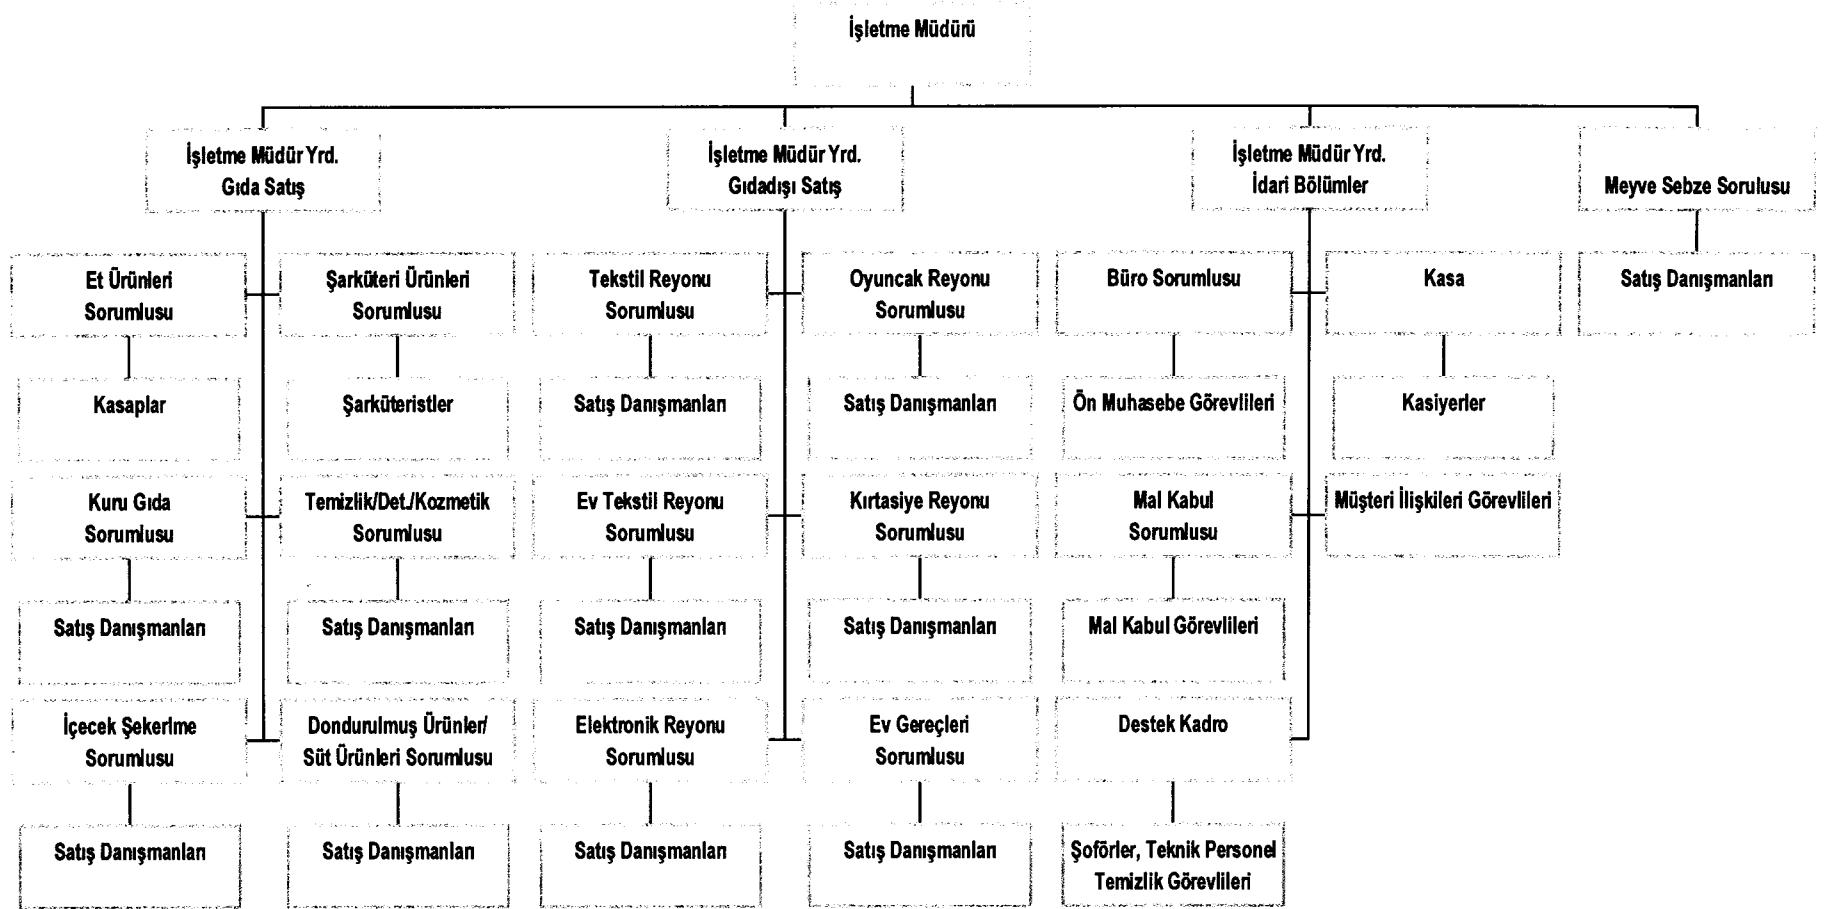 İşletme Müdürü
İşletme Müdür Yrd.
Gıda Satış
İşletme Müdür Yrd.
Gıdadışı Satış
İşletme Müdür Yrd.
İdari Bölümler
Meyve Sebze Sorulusu
Et Ürünleri
Sorumlusu
Şarküteri Ürünleri
Sorumlusu
Tekstil Reyonu
Sorumlusu
Oyuncak Reyonu
Sorumlusu
Büro Sorumlusu
Kasa
Satış Danışmanları
Kasaplar
Şarküteristler
Satış Danışmanları
Satış Danışmanları
Ön Muhasebe Görevlileri
Kasiyerler
Kuru Gıda
Sorumlusu
Temizlik/Det./Kozmetik
Sorumlusu
Ev Tekstil Reyonu
Sorumlusu
Kırtasiye Reyonu
Sorumlusu
Mal Kabul
Sorumlusu
Müşteri İlişkileri Görevlileri
Satış Danışmanları
Satış Danışmanları
Satış Danışmanları
Satış Danışmanları
Mal Kabul Görevlileri
İçecek Şekerlme
Sorumlusu
Dondurulmuş Ürünler/
Süt Ürünleri Sorumlusu
Elektronik Reyonu
Sorumlusu
Ev Gereçleri
Sorumlusu
Destek Kadro
Satış Danışmanları
Satış Danışmanları
Satış Danışmanları
Satış Danışmanları
Şoförler, Teknik Personel
Temizlik Görevlileri